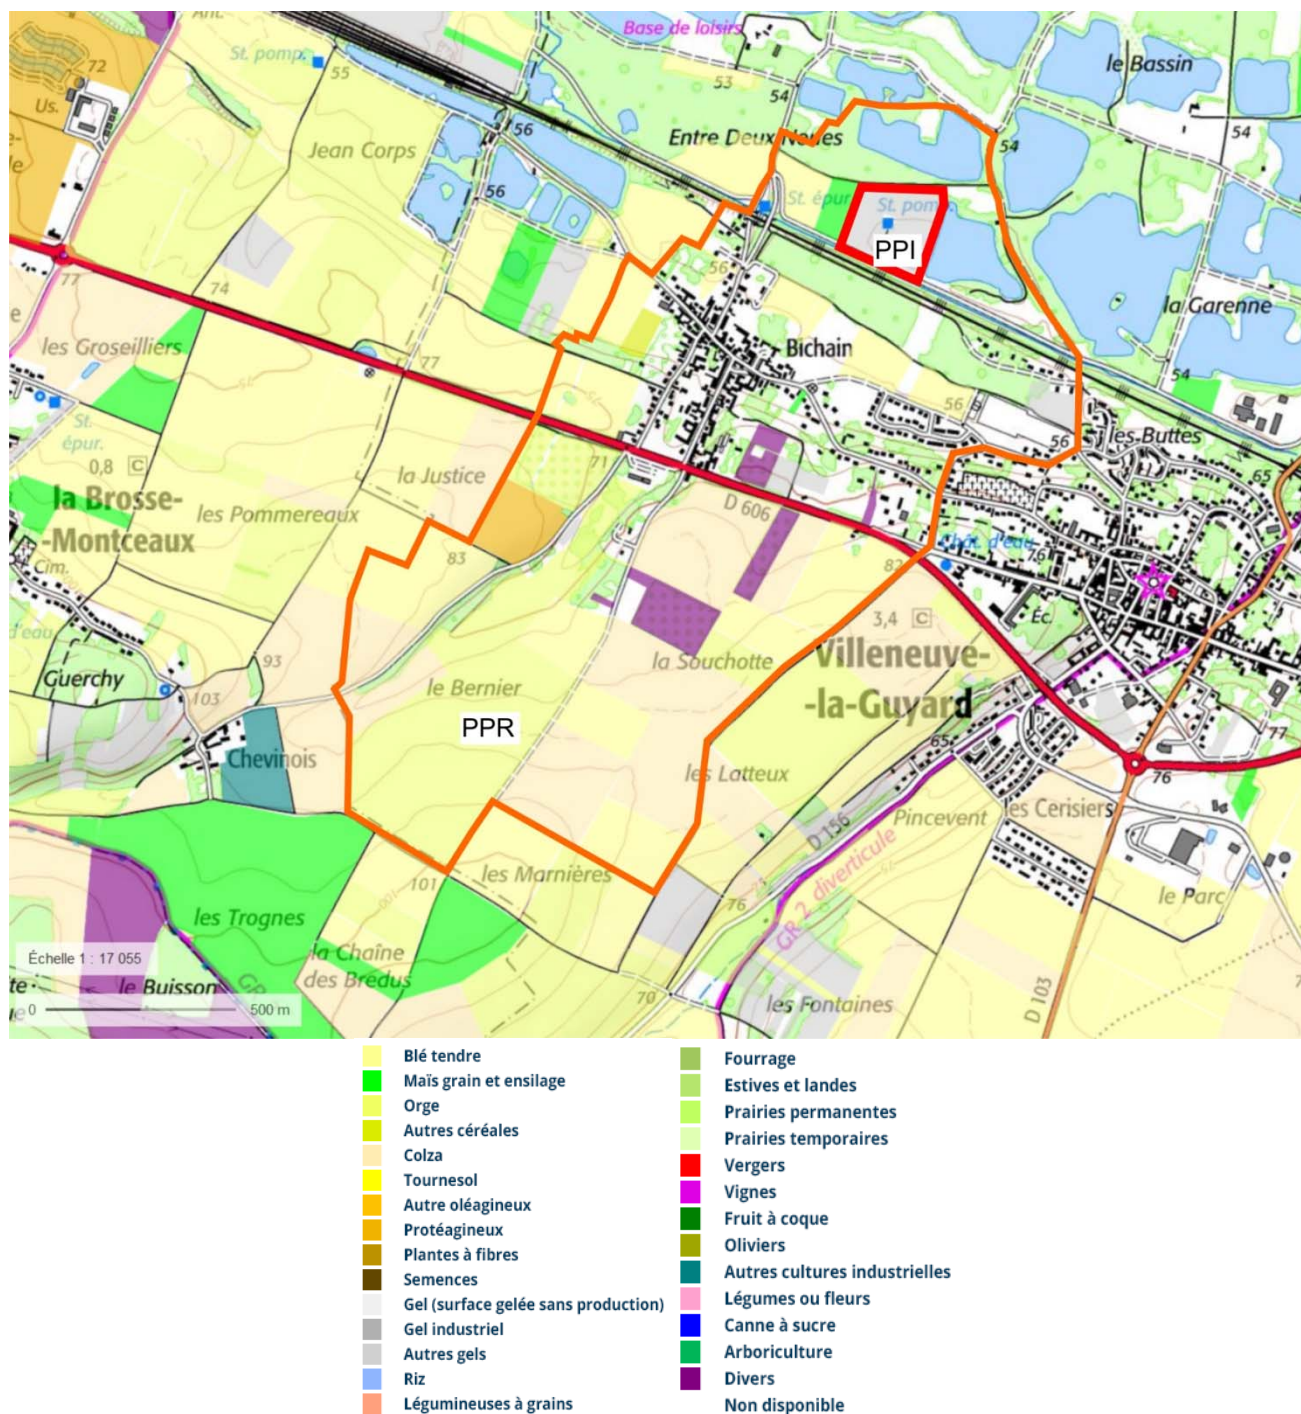 Ant.
Base de loisirs
St. pomp.
55
72
Us.
53
54
le Bassin
54
56
Entre Deux Noues
54
Jean Corps
56
St. épur.
St. pomp.
PPI
77
74
56
la Garenne
les Groseilliers
77
Bichain
54
St.
épur.
56
56
les Buttes
0,8 C
la Justice
71
65
la Brosse-
-Montceaux
les Pommereaux
D 606
Chât. d'eau
76
Cim.
83
82
d'eau
3,4 C
Éc.
93
la Souchotte
Villeneuve-
-la-Guyard
Guerchy
103
le Bernier
PPR
65
77
Chevinois
les Latteux
76
D 156
Pincevent
les Cerisiers
101
les Marnières
100
76
le Parc
les Trognes
GR 2 diverticule
la Chaîne
des Brédus
Échelle 1 : 17 055
le Buisson
GR
0
500 m
70
les Fontaines
D 103
Blé tendre
Maïs grain et ensilage
Orge
Autres céréales
Colza
Tournesol
Autre oléagineux
Protéagineux
Plantes à fibres
Semences
Gel (surface gelée sans production)
Gel industriel
Autres gels
Riz
Légumineuses à grains
Fourrage
Estives et landes
Prairies permanentes
Prairies temporaires
Vergers
Vignes
Fruit à coque
Oliviers
Autres cultures industrielles
Légumes ou fleurs
Canne à sucre
Arboriculture
Divers
Non disponible